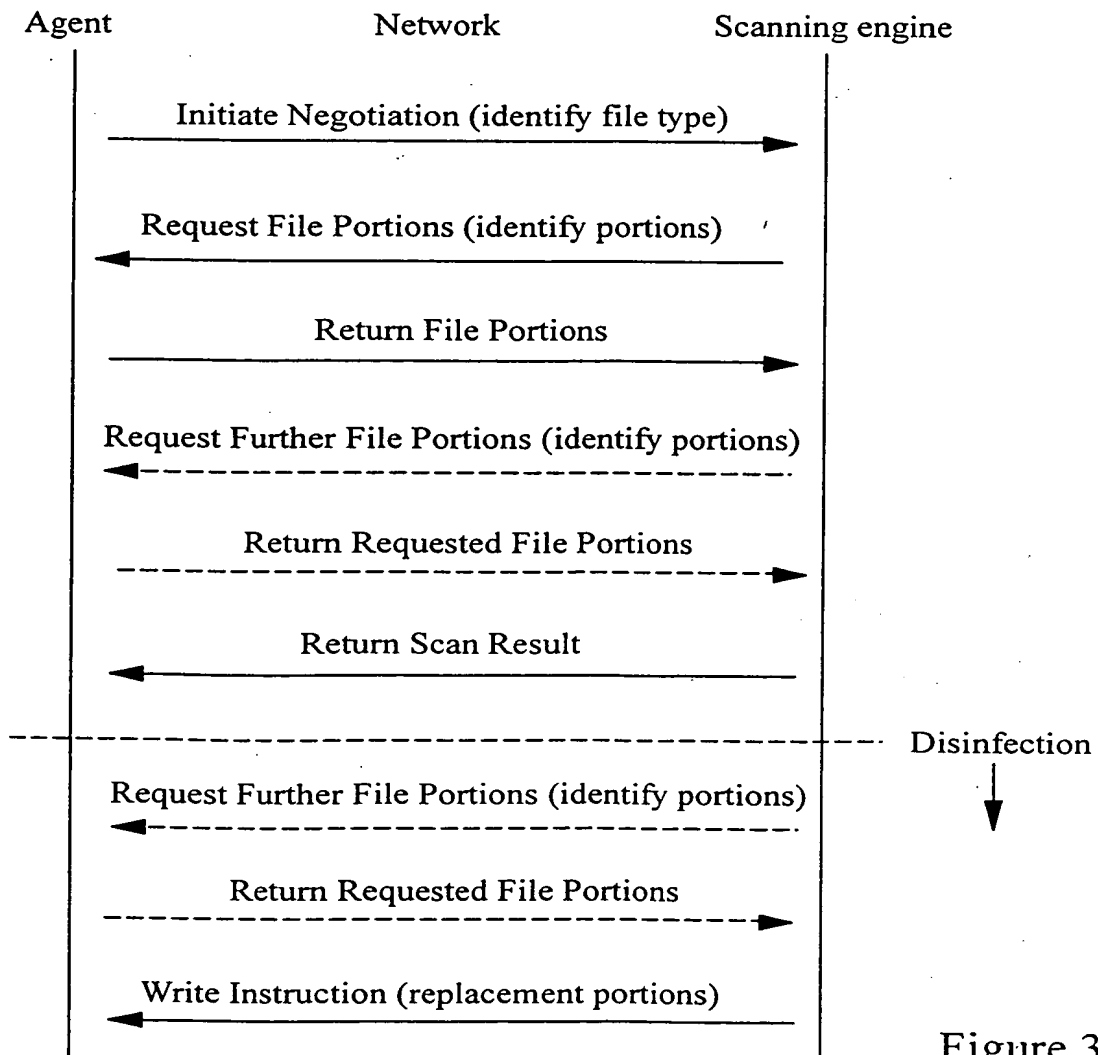 Agent Network Scanning engine
Initiate Negotiation (identify file type)
Request File Portions (identify portions)
Return File Portions
Request Further File Portions (identify portions)
Return Requested File Portions
Return Scan Result
Disinfection
Request Further File Portions (identify portions)
Return Requested File Portions
Write Instruction (replacement portions)
Figure 3